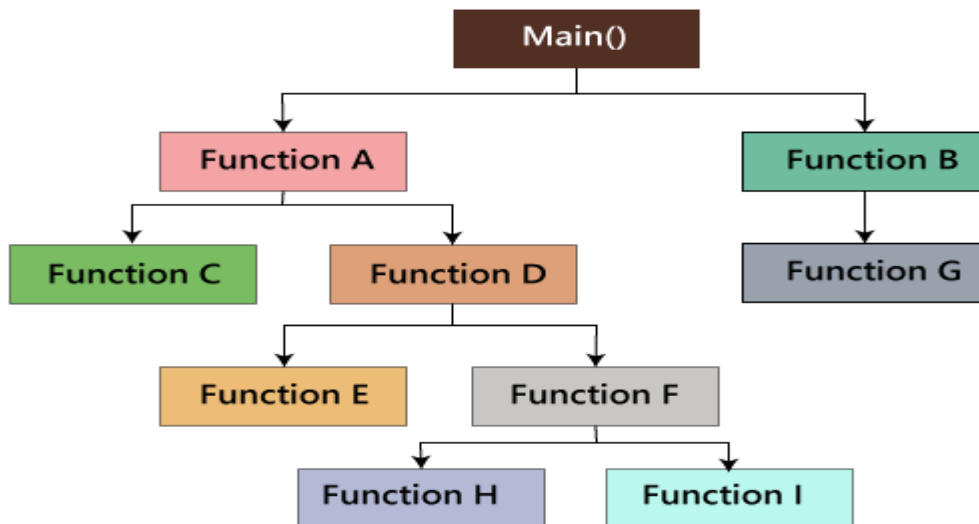 Main()
Function A
Function B
Function C
Function D
Function G
Function E
Function F
Function H
Function I